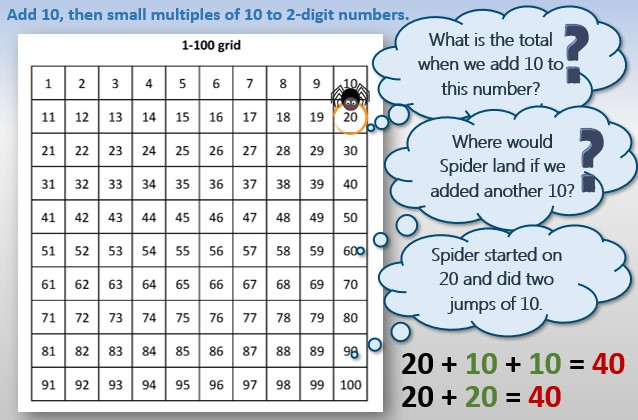 Add 10, then small multiples of 10 to 2-digit numbers.
1-100 grid
1 2 3 4 5 6 7 8 9 10
11 12 13 14 15 16 17 18 19 20
21 22 23 24 25 26 27 28 29 30
31 32 33 34 35 36 37 38 39 40
41 42 43 44 45 46 47 48 49 50
51 52 53 54 55 56 57 58 59 60
61 62 63 64 65 66 67 68 69 70
71 72 73 74 75 76 77 78 79 80
81 82 83 84 85 86 87 88 89 90
91 92 93 94 95 96 97 98 99 100
What is the total
when we add 10 to
this number?
?
Where would
Spider land if we
added another 10?
?
Spider started on
20 and did two
jumps of 10.
20 + 10 + 10 = 40
20 + 20 = 40